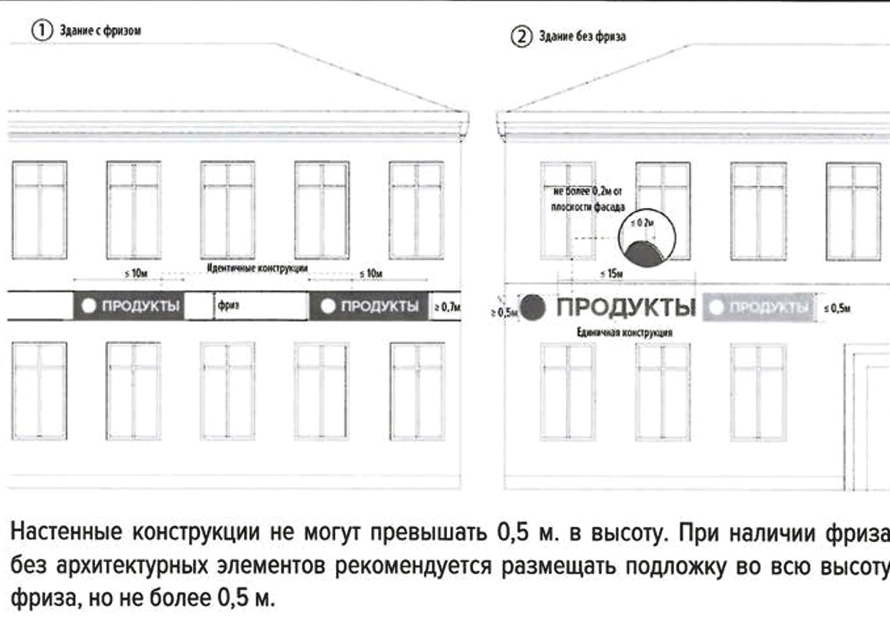 1 Здание с фризом
2 Здание без фриза
не более 0,2м от
плоскости фасада
≤ 0.2м
≤ 10м
Идентичные конструкции
≤ 10м
≤ 15м
ПРОДУКТЫ
фриз
ПРОДУКТЫ
≥ 0,7м
≥ 0,5м
ПРОДУКТЫ
ПРОДУКТЫ
≤ 0,5м
Единичная конструкция
Настенные конструкции не могут превышать 0,5 м. в высоту. При наличии фриза
без архитектурных элементов рекомендуется размещать подложку во всю высоту
фриза, но не более 0,5 м.